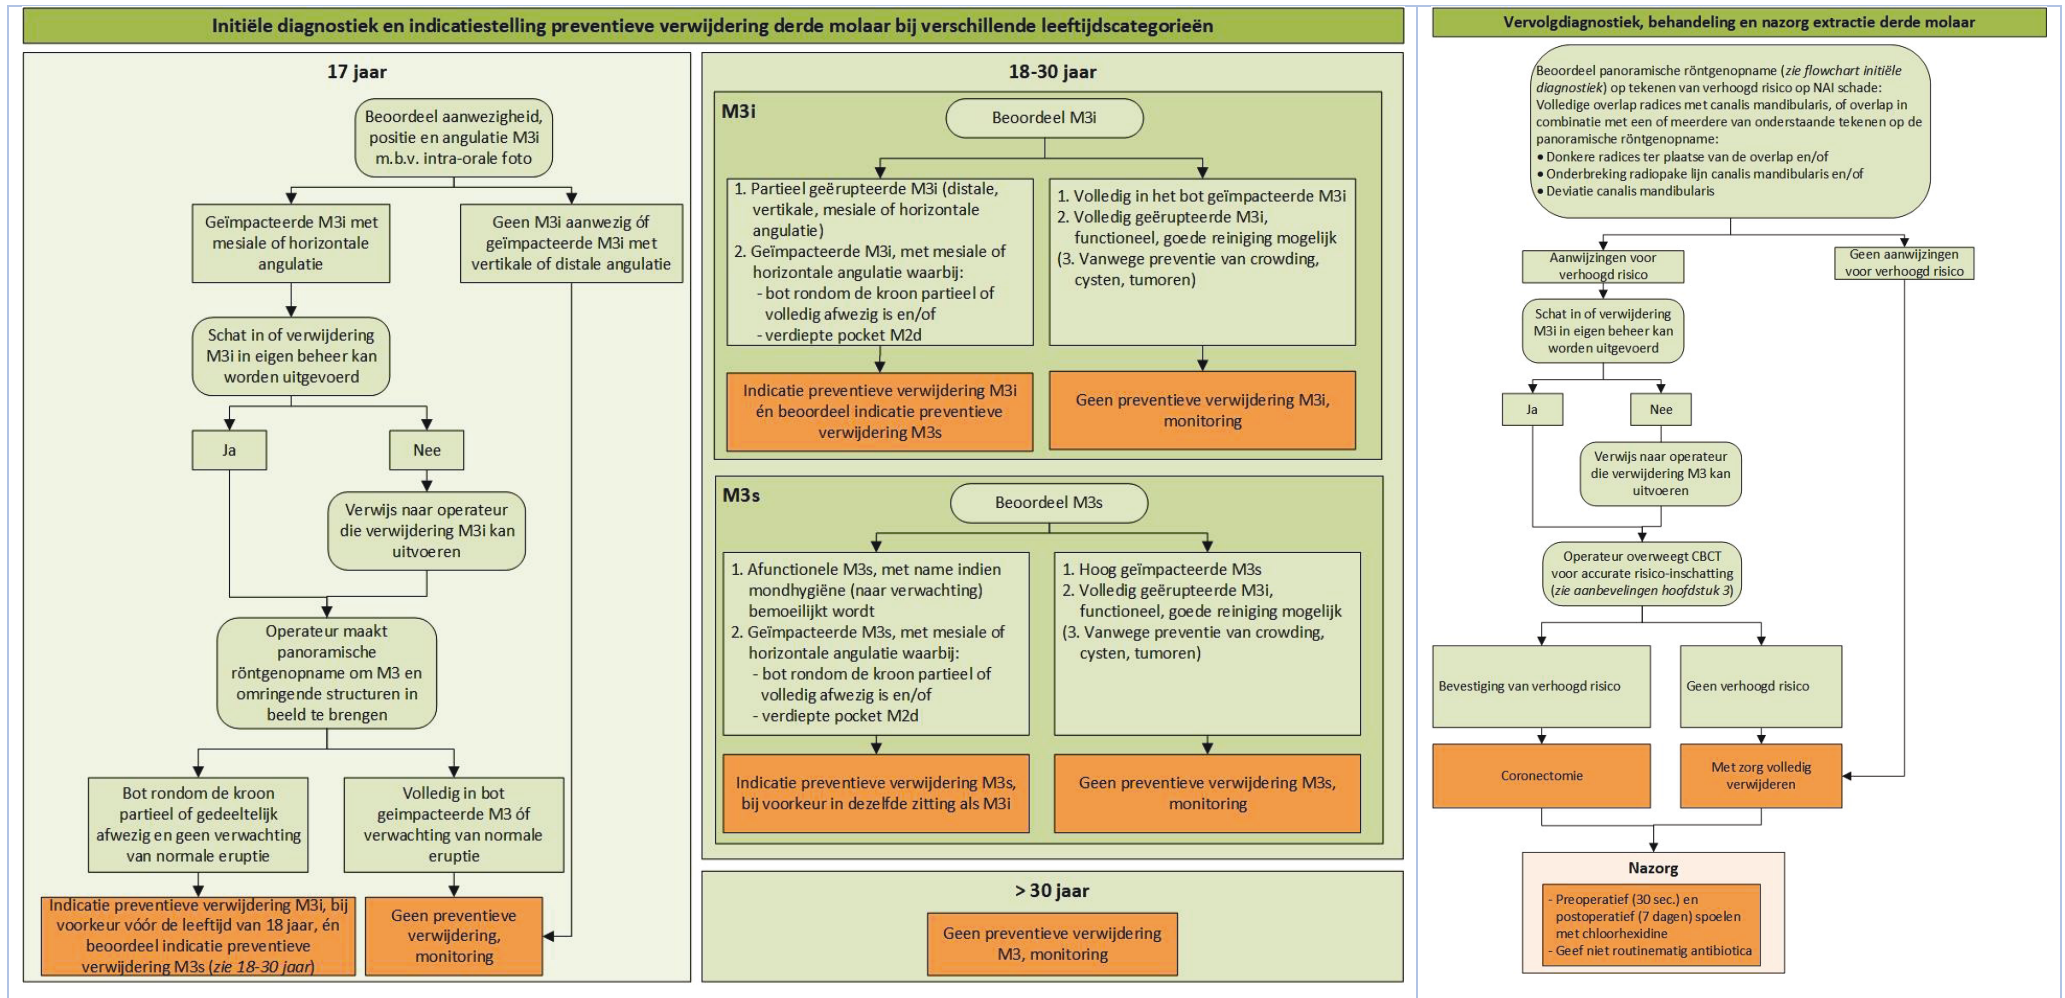 Initiële diagnostiek en indicatiestelling preventieve verwijdering derde molaar bij verschillende leeftijdscategorieën
17 jaar
Beoordeel aanwezigheid,
positie en angulatie M3i
m.b.v. intra-orale foto
Geïmpacteerde M3i met
mesiale of horizontale
angulatie
Geen M3i aanwezig óf
geïmpacteerde M3i met
vertikale of distale angulatie
Schat in of verwijdering
M3i in eigen beheer kan
worden uitgevoerd
Ja
Nee
Verwijs naar operateur
die verwijdering M3i kan
uitvoeren
Operateur maakt
panoramische
röntgenopname om M3 en
omringende structuren in
beeld te brengen
Bot rondom de kroon
partieel of gedeeltelijk
afwezig en geen verwachting
van normale eruptie
Volledig in bot
geimpacteerde M3 óf
verwachting van normale
eruptie
Indicatie preventieve verwijdering M3i, bij
voorkeur vóór de leeftijd van 18 jaar, én
beoordeel indicatie preventieve
verwijdering M3s (zie 18-30 jaar)
Geen preventieve
verwijdering,
monitoring
18-30 jaar
M3i
Beoordeel M3i
1. Partieel geërupteerde M3i (distale,
vertikale, mesiale of horizontale
angulatie)
2. Geïmpacteerde M3i, met mesiale of
horizontale angulatie waarbij:
- bot rondom de kroon partieel of
volledig afwezig is en/of
- verdiepte pocket M2d
1. Volledig in het bot geïmpacteerde M3i
2. Volledig geërupteerde M3i,
functioneel, goede reiniging mogelijk
(3. Vanwege preventie van crowding,
cysten, tumoren)
Indicatie preventieve verwijdering M3i
én beoordeel indicatie preventieve
verwijdering M3s
Geen preventieve verwijdering M3i,
monitoring
M3s
Beoordeel M3s
1. Afunctionele M3s, met name indien
mondhygiëne (naar verwachting)
bemoeilijkt wordt
2. Geïmpacteerde M3s, met mesiale of
horizontale angulatie waarbij:
- bot rondom de kroon partieel of
volledig afwezig is en/of
- verdiepte pocket M2d
1. Hoog geïmpacteerde M3s
2. Volledig geërupteerde M3i,
functioneel, goede reiniging mogelijk
(3. Vanwege preventie van crowding,
cysten, tumoren)
Indicatie preventieve verwijdering M3s,
bij voorkeur in dezelfde zitting als M3i
Geen preventieve verwijdering M3s,
monitoring
> 30 jaar
Geen preventieve verwijdering
M3, monitoring
Vervolgdiagnostiek, behandeling en nazorg extractie derde molaar
Beoordeel panoramische röntgenopname (zie flowchart initiële
diagnostiek) op tekenen van verhoogd risico op NAI schade:
Volledige overlap radices met canalis mandibularis, of overlap in
combinatie met een of meerdere van onderstaande tekenen op de
panoramische röntgenopname:
• Donkere radices ter plaatse van de overlap en/of
• Onderbreking radiopake lijn canalis mandibularis en/of
• Deviatie canalis mandibularis
Aanwijzingen voor
verhoogd risico
Geen aanwijzingen
voor verhoogd risico
Schat in of verwijdering
M3i in eigen beheer kan
worden uitgevoerd
Ja
Nee
Verwijs naar operateur
die verwijdering M3 kan
uitvoeren
Operateur overweegt CBCT
voor accurate risico-inschatting
(zie aanbevelingen hoofdstuk 3)
Bevestiging van verhoogd risico
Geen verhoogd risico
Coronectomie
Met zorg volledig
verwijderen
Nazorg
- Preoperatief (30 sec.) en
postoperatief (7 dagen) spoelen
met chloorhexidine
- Geef niet routinematig antibiotica